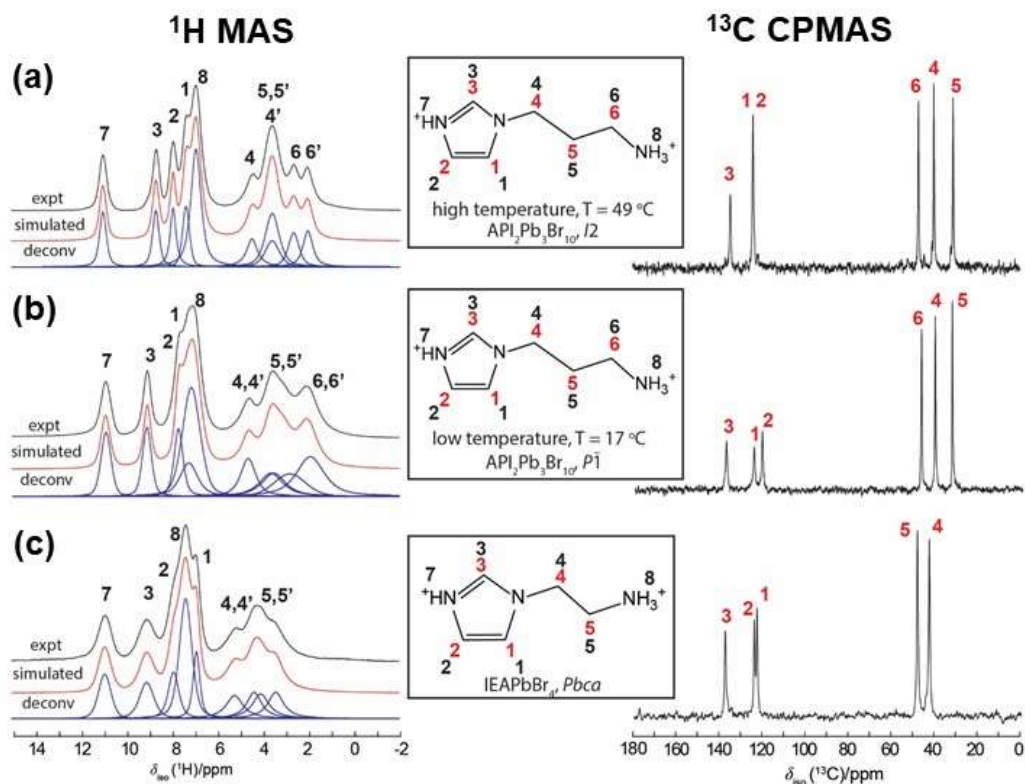 ¹H MAS
¹³C CPMAS
(a)
7
3
2
1
8
4
5,5’
4’
6
6’
expt
simulated
deconv
3
3
7
⁺HN
N
2
2
1
1
4
4
5
5
6
6
8
NH₃⁺
high temperature, T = 49 °C
API₂Pb₃Br₁₀, I2
3
1
2
6
4
5
(b)
7
3
2
1
8
4,4’
5,5’
6,6’
expt
simulated
deconv
3
3
7
⁺HN
N
2
2
1
1
4
4
5
5
6
6
8
NH₃⁺
low temperature, T = 17 °C
API₂Pb₃Br₁₀, P1̄
3
1
2
6
4
5
(c)
7
3
2
8
1
4,4’
5,5’
expt
simulated
deconv
3
3
7
⁺HN
N
2
2
1
1
4
4
5
5
8
NH₃⁺
IEAPbBr₄, Pbca
3
2
1
5
4
14 12 10 8 6 4 2 0 -2
δiso (¹H)/ppm
180 160 140 120 100 80 60 40 20 0
δiso (¹³C)/ppm